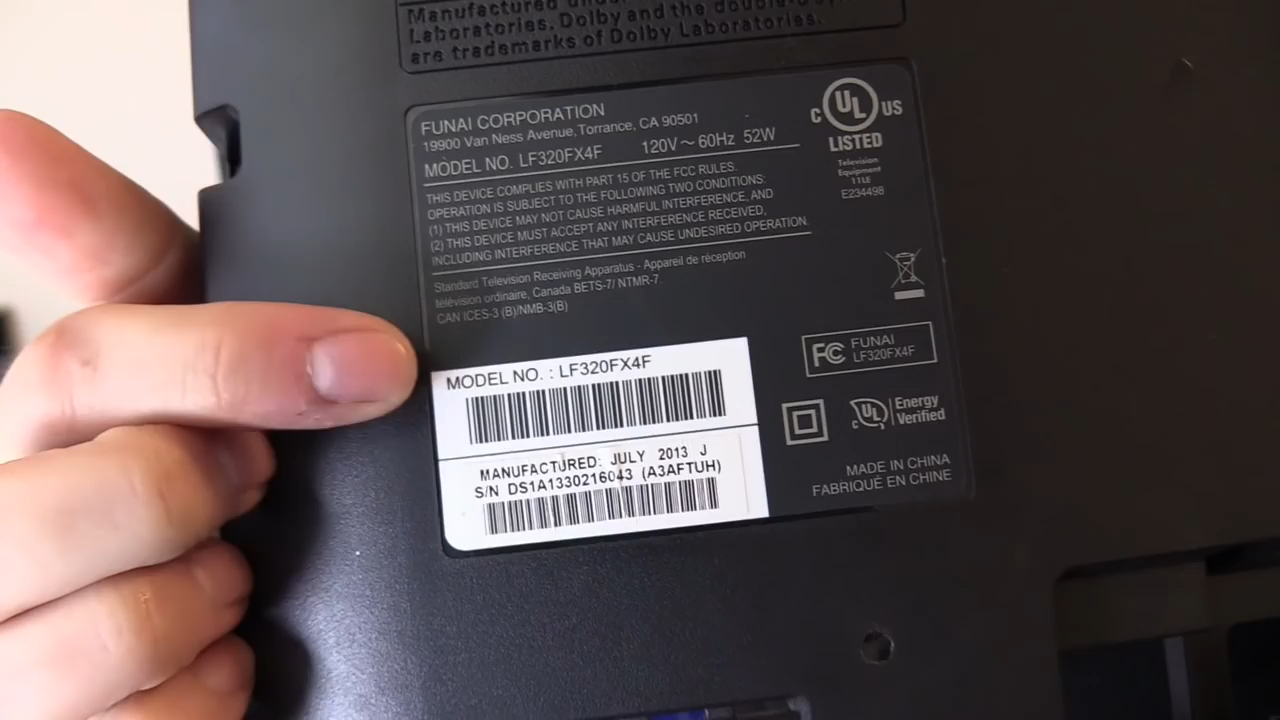 Manufactured under
Laboratories. Dolby and the double-D sy
are trademarks of Dolby Laboratories.
FUNAI CORPORATION
19900 Van Ness Avenue, Torrance, CA 90501
MODEL NO. LF320FX4F 120V ~ 60Hz 52W
THIS DEVICE COMPLIES WITH PART 15 OF THE FCC RULES.
OPERATION IS SUBJECT TO THE FOLLOWING TWO CONDITIONS:
(1) THIS DEVICE MAY NOT CAUSE HARMFUL INTERFERENCE, AND
(2) THIS DEVICE MUST ACCEPT ANY INTERFERENCE RECEIVED,
INCLUDING INTERFERENCE THAT MAY CAUSE UNDESIRED OPERATION.
Standard Television Receiving Apparatus - Appareil de réception
télévision ordinaire, Canada BETS-7/ NTMR-7.
CAN ICES-3 (B)/NMB-3(B)
C UL US
LISTED
Television
Equipment
11LE
E234498
FC FUNAI
LF320FX4F
UL Energy
Verified
MADE IN CHINA
FABRIQUÉ EN CHINE
MODEL NO. : LF320FX4F
MANUFACTURED: JULY 2013 J
S/N DS1A1330216043 (A3AFTUH)